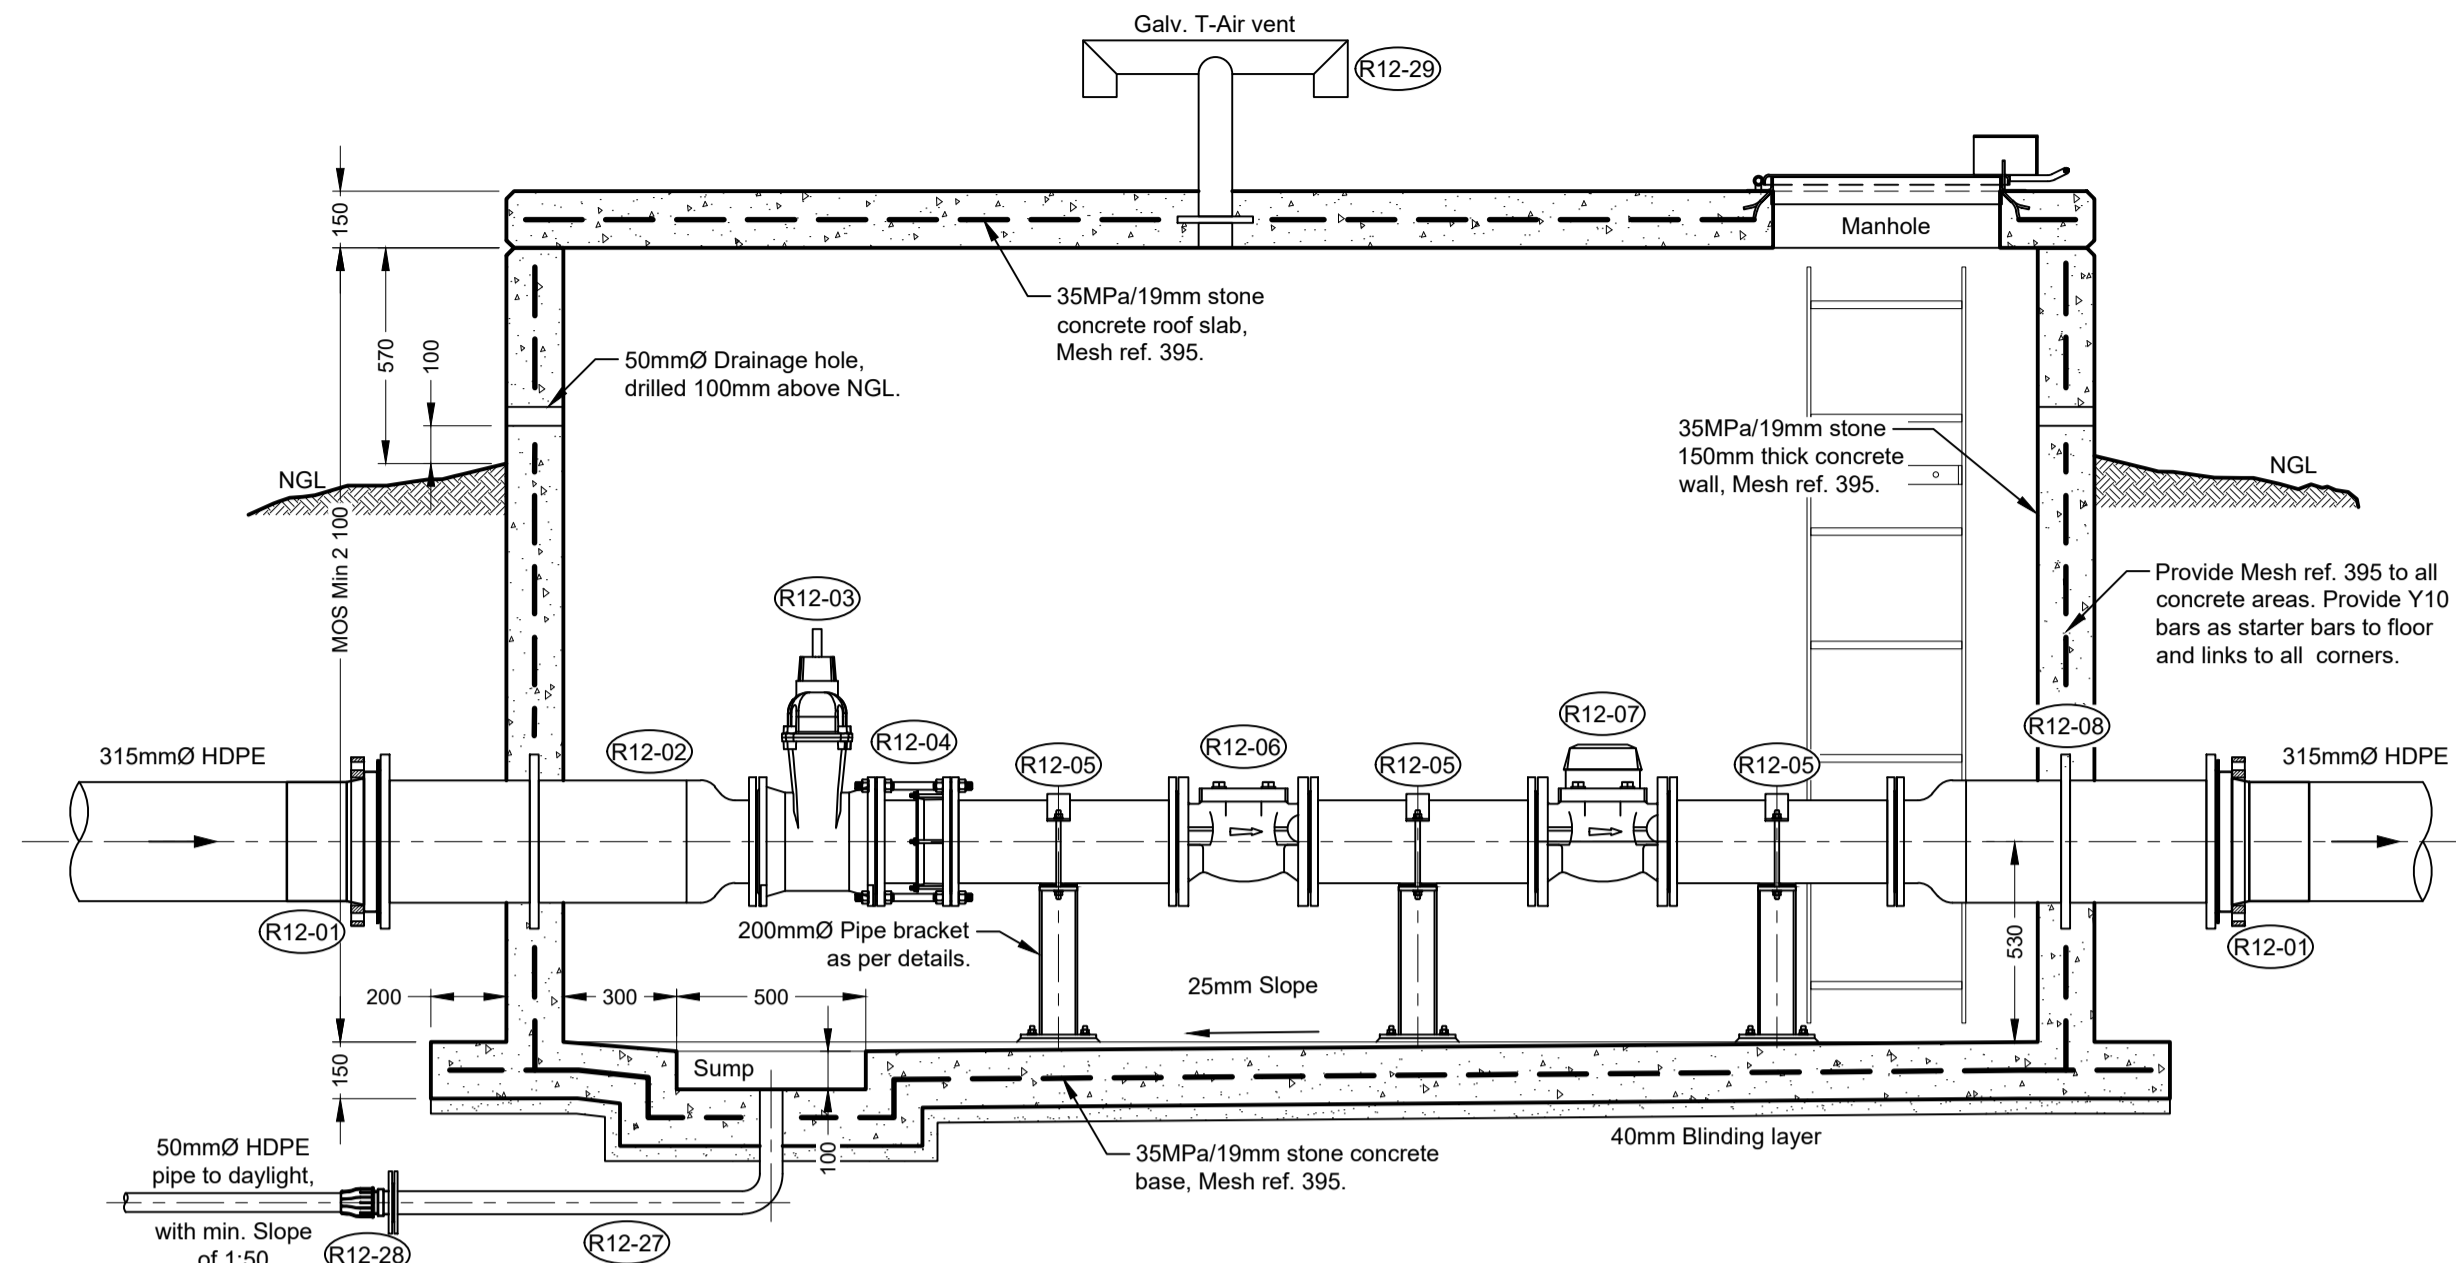 Galv. T-Air vent
R12-29
150
Manhole
35MPa/19mm stone
concrete roof slab,
Mesh ref. 395.
570
100
50mmØ Drainage hole,
drilled 100mm above NGL.
35MPa/19mm stone
150mm thick concrete
wall, Mesh ref. 395.
NGL
NGL
MOS Min 2 100
Provide Mesh ref. 395 to all
concrete areas. Provide Y10
bars as starter bars to floor
and links to all corners.
R12-03
R12-07
R12-08
315mmØ HDPE
R12-02
R12-04
R12-05
R12-06
R12-05
R12-05
315mmØ HDPE
R12-01
200mmØ Pipe bracket
as per details.
530
R12-01
200
300
500
25mm Slope
150
Sump
100
40mm Blinding layer
35MPa/19mm stone concrete
base, Mesh ref. 395.
50mmØ HDPE
pipe to daylight,
with min. Slope
of 1:50
R12-28
R12-27